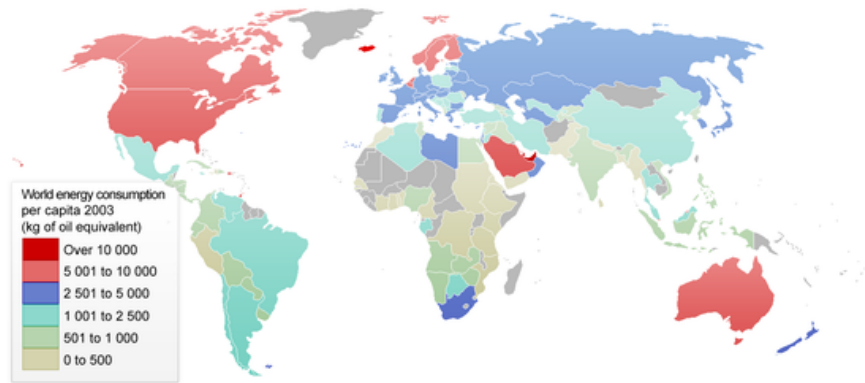 World energy consumption
per capita 2003
(kg of oil equivalent)
Over 10 000
5 001 to 10 000
2 501 to 5 000
1 001 to 2 500
501 to 1 000
0 to 500